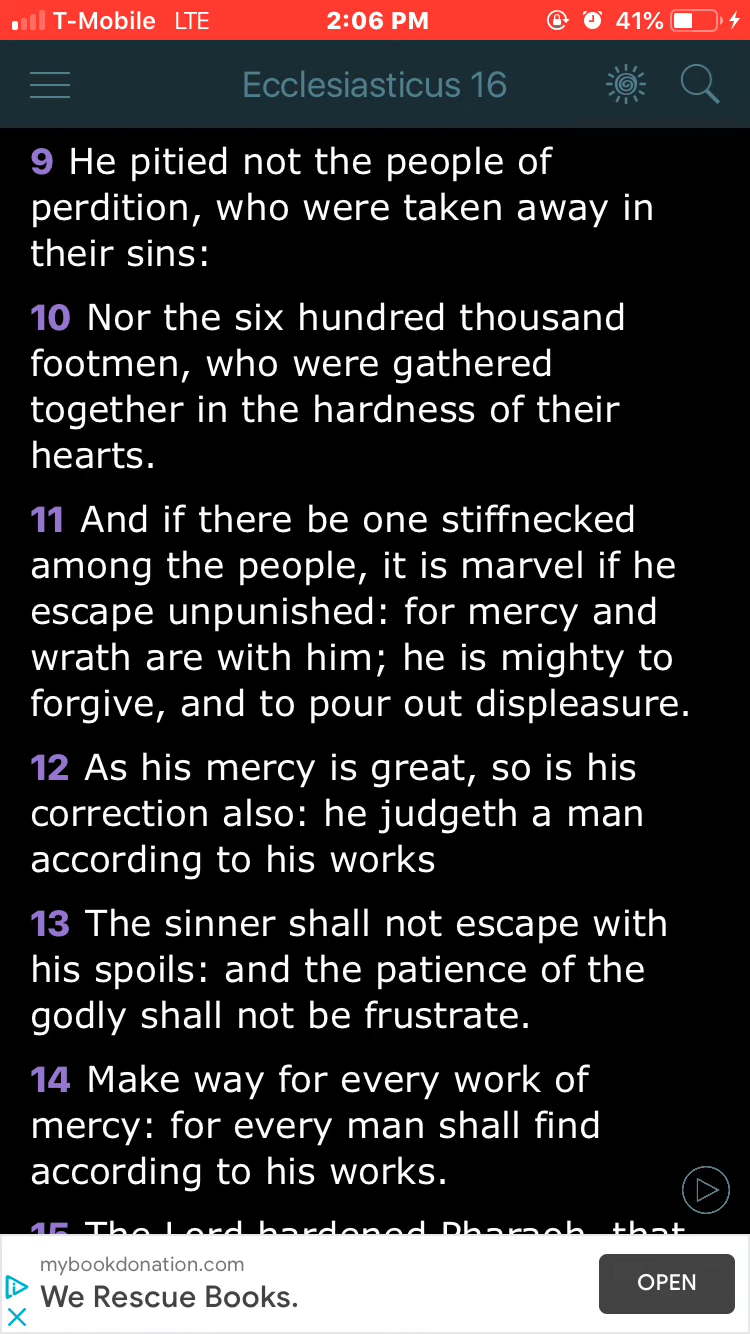 T-Mobile LTE 2:06 PM 41%
Ecclesiasticus 16
9 He pitied not the people of
perdition, who were taken away in
their sins:
10 Nor the six hundred thousand
footmen, who were gathered
together in the hardness of their
hearts.
11 And if there be one stiffnecked
among the people, it is marvel if he
escape unpunished: for mercy and
wrath are with him; he is mighty to
forgive, and to pour out displeasure.
12 As his mercy is great, so is his
correction also: he judgeth a man
according to his works
13 The sinner shall not escape with
his spoils: and the patience of the
godly shall not be frustrate.
14 Make way for every work of
mercy: for every man shall find
according to his works.
15 The Lord hardened Pharaoh, that
mybookdonation.com
We Rescue Books.
OPEN